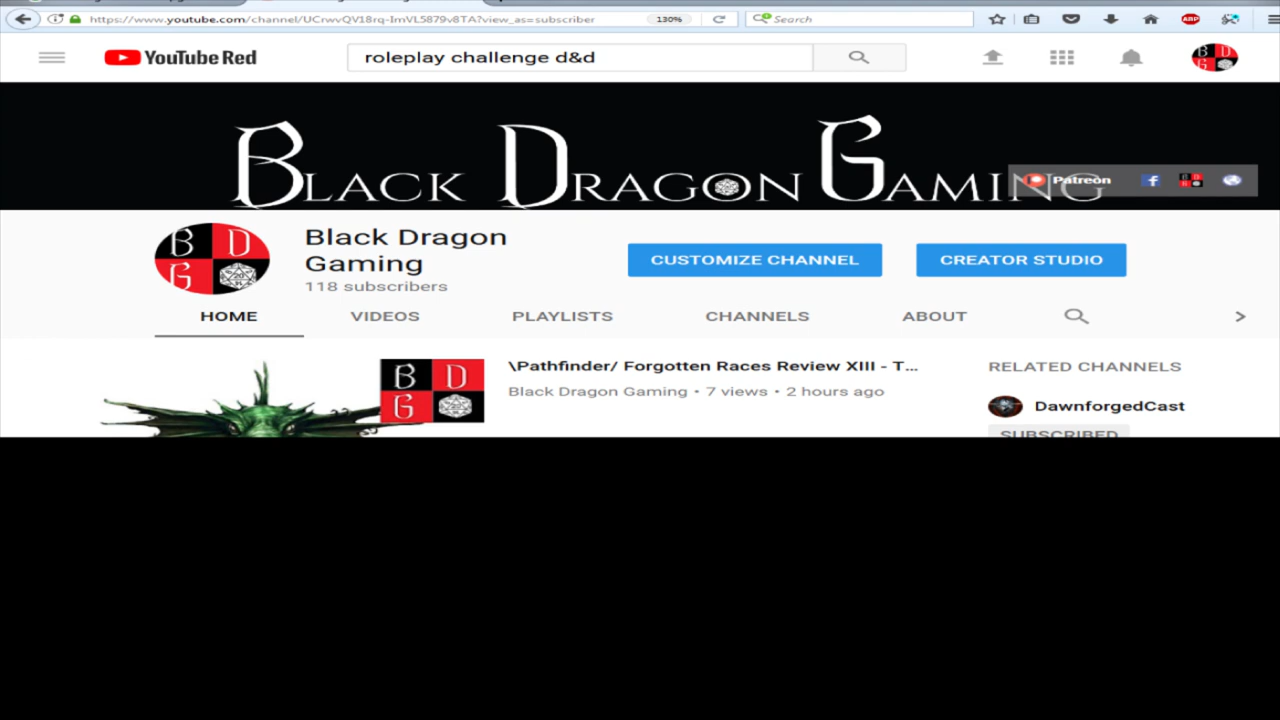 https://www.youtube.com/channel/UCrwvQV18rq-ImVL5879v8TA?view_as=subscriber
130%
Search
ABP
YouTube Red
roleplay challenge d&d
B D
G
BLACK DRAGON GAMING
Patreon
B D
G
Black Dragon
Gaming
118 subscribers
CUSTOMIZE CHANNEL
CREATOR STUDIO
HOME
VIDEOS
PLAYLISTS
CHANNELS
ABOUT
B D
G
\Pathfinder/ Forgotten Races Review XIII - T...
Black Dragon Gaming • 7 views • 2 hours ago
RELATED CHANNELS
DawnforgedCast
SUBSCRIBED